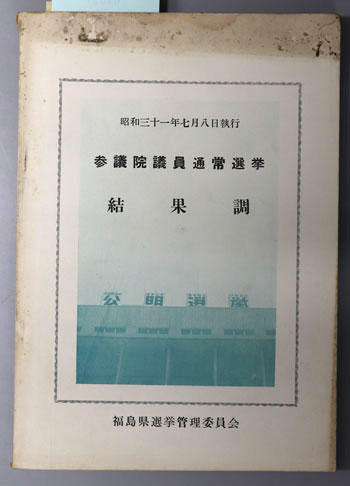 昭和三十一年七月八日執行
参議院議員通常選挙
結果調
公明選挙
福島県選挙管理委員会